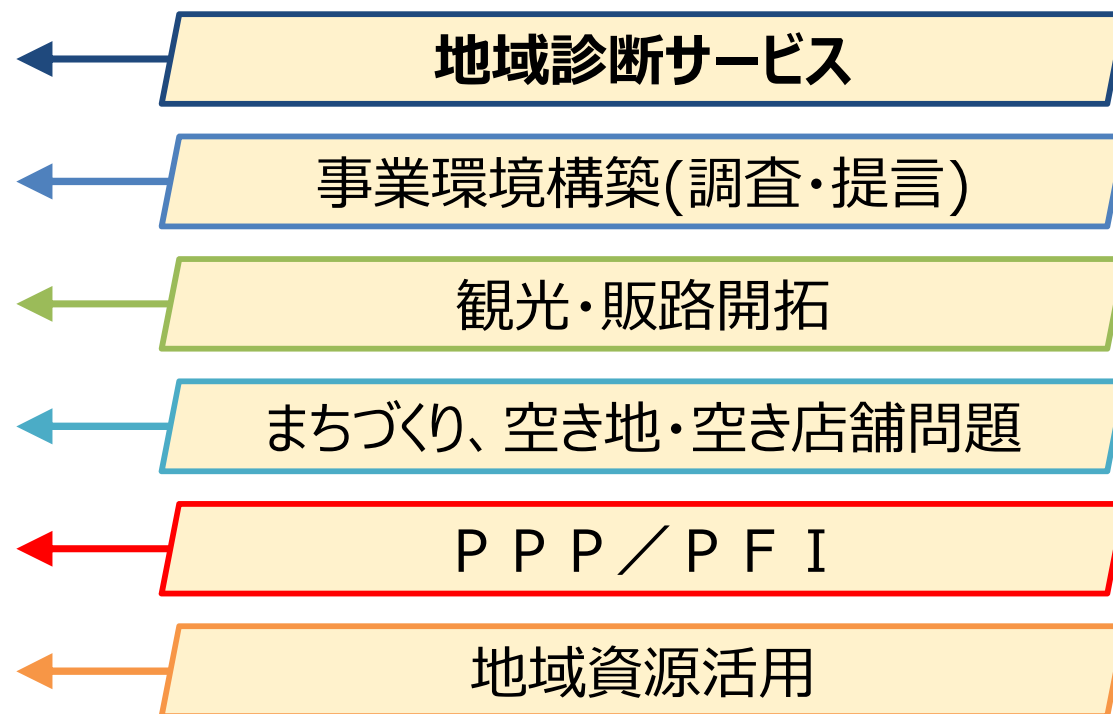 地域診断サービス
事業環境構築(調査・提言)
観光・販路開拓
まちづくり、空き地・空き店舗問題
ＰＰＰ／ＰＦＩ
地域資源活用